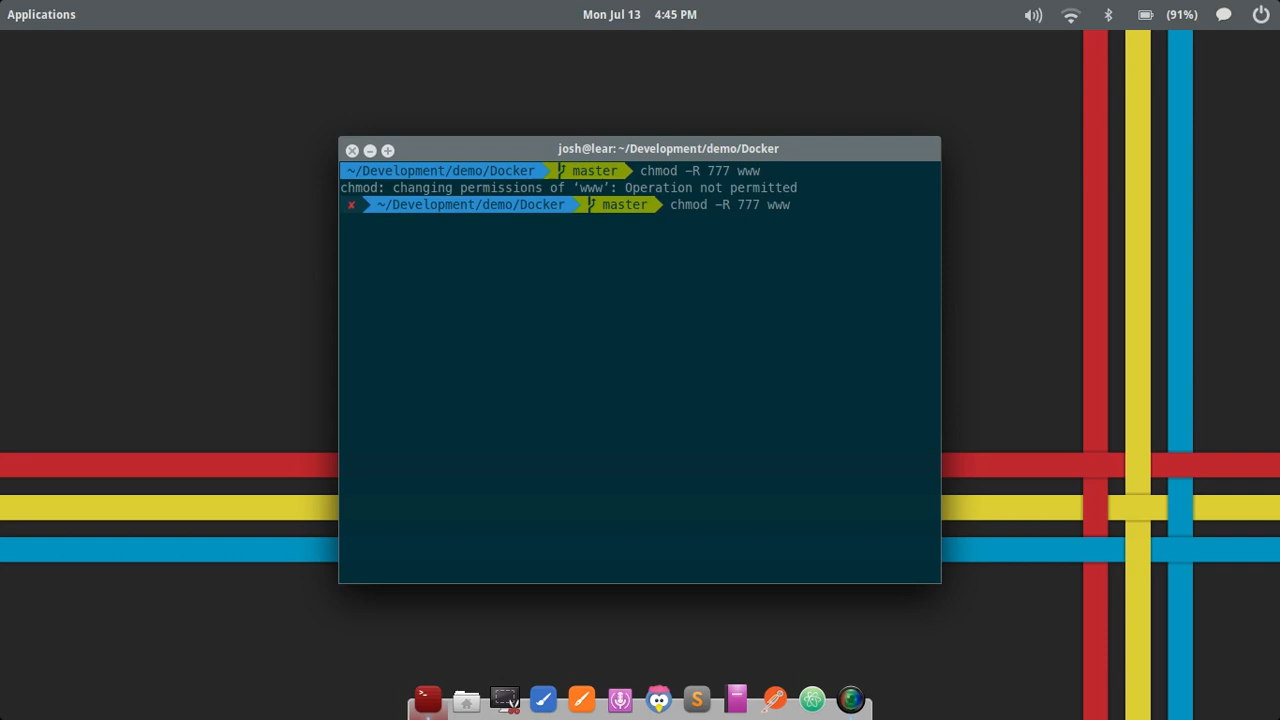 Applications
Mon Jul 13 4:45 PM
(91%)
josh@lear: ~/Development/demo/Docker
~/Development/demo/Docker master chmod -R 777 www
chmod: changing permissions of ‘www’: Operation not permitted
✘ ~/Development/demo/Docker master chmod -R 777 www
S